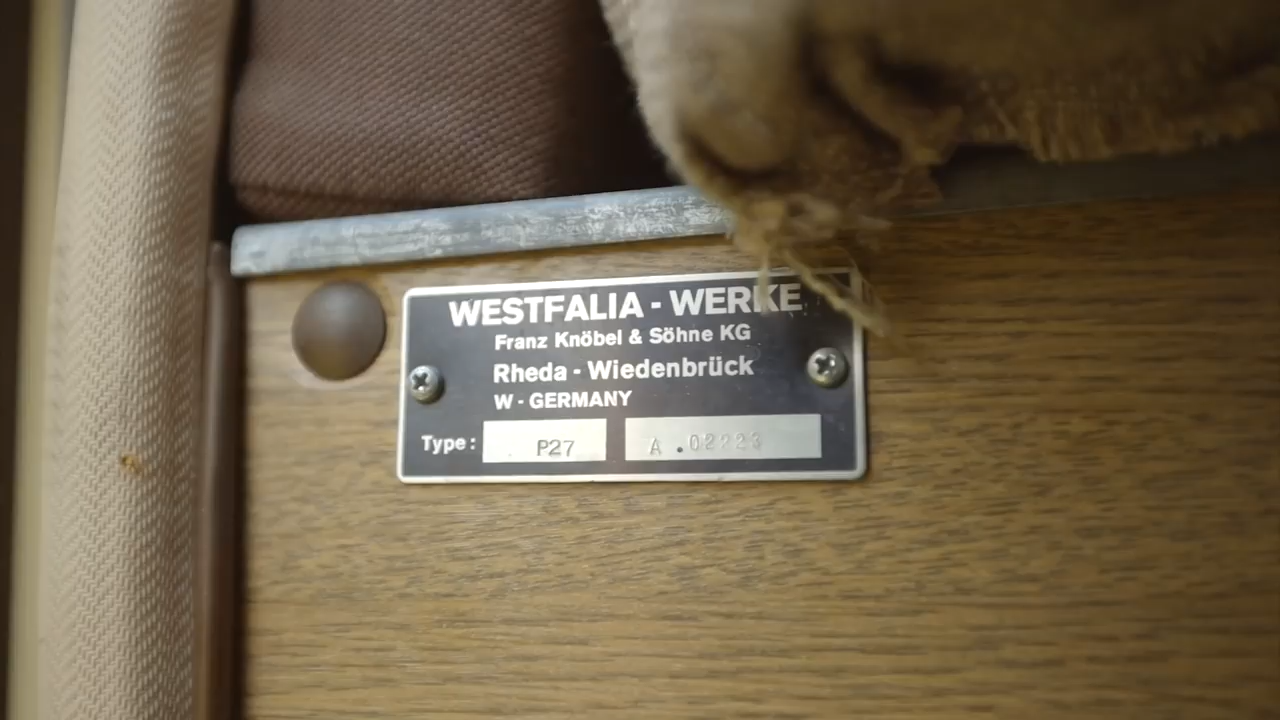 WESTFALIA - WERKE
Franz Knöbel & Söhne KG
Rheda - Wiedenbrück
W - GERMANY
Type: P27 A .02223